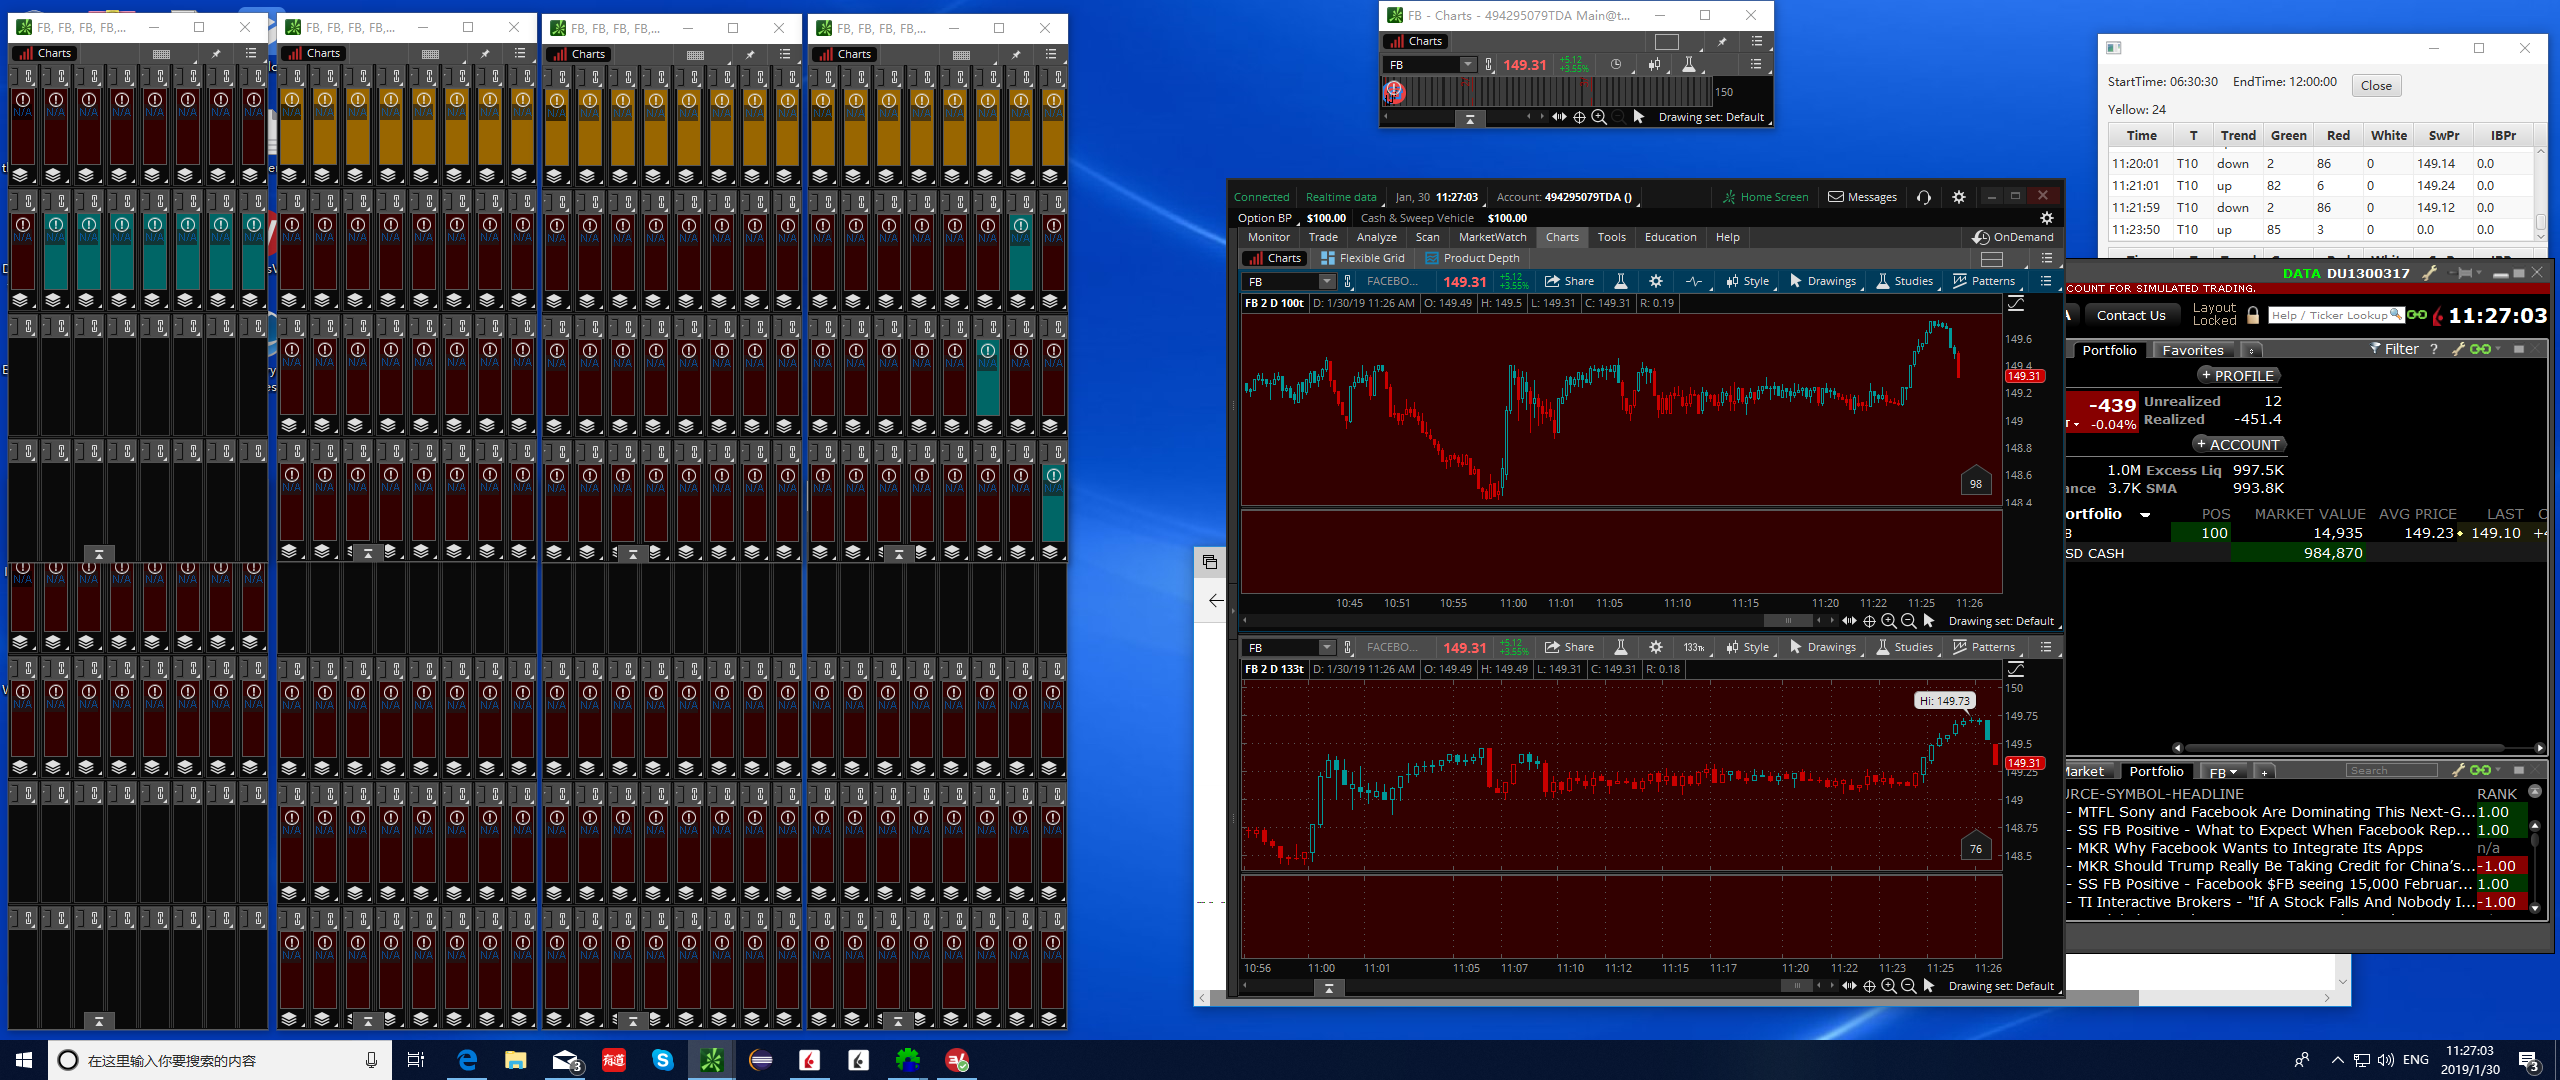 FB, FB, FB, FB,...
Charts
FB, FB, FB, FB,...
Charts
FB, FB, FB, FB,...
Charts
FB, FB, FB, FB,...
Charts
N/A
FB - Charts - 494295079TDA Main@t...
Charts
FB 149.31 +5.12 +3.55%
150
Drawing set: Default
StartTime: 06:30:30 EndTime: 12:00:00 Close
Yellow: 24
Time T Trend Green Red White SwPr IBPr
11:20:01 T10 down 2 86 0 149.14 0.0
11:21:01 T10 up 82 6 0 149.24 0.0
11:21:59 T10 down 2 86 0 149.12 0.0
11:23:50 T10 up 85 3 0 0.0 0.0
Connected Realtime data Jan, 30 11:27:03 Account: 494295079TDA () Home Screen Messages
Option BP $100.00 Cash & Sweep Vehicle $100.00
Monitor Trade Analyze Scan MarketWatch Charts Tools Education Help OnDemand
Charts Flexible Grid Product Depth
FB FACEBO... 149.31 +5.12 +3.55% Share Style Drawings Studies Patterns
FB 2 D 100t D: 1/30/19 11:26 AM O: 149.49 H: 149.5 L: 149.31 C: 149.31 R: 0.19
149.6
149.4
149.31
149.2
149
148.8
148.6
98
148.4
10:45 10:51 10:55 11:00 11:01 11:05 11:10 11:15 11:20 11:22 11:25 11:26
Drawing set: Default
FB FACEBO... 149.31 +5.12 +3.55% Share 133tk Style Drawings Studies Patterns
FB 2 D 133t D: 1/30/19 11:26 AM O: 149.49 H: 149.49 L: 149.31 C: 149.31 R: 0.18
150
Hi: 149.73
149.75
149.5
149.31
149.25
149
148.75
76
148.5
10:56 11:00 11:01 11:05 11:07 11:10 11:12 11:15 11:17 11:20 11:22 11:23 11:25 11:26
Drawing set: Default
DATA DU1300317
COUNT FOR SIMULATED TRADING.
Contact Us Layout Locked Help / Ticker Lookup 11:27:03
Portfolio Favorites Filter ?
+ PROFILE
-439 Unrealized 12
-0.04% Realized -451.4
+ ACCOUNT
1.0M Excess Liq 997.5K
ance 3.7K SMA 993.8K
ortfolio POS MARKET VALUE AVG PRICE LAST C
B 100 14,935 149.23 149.10 +4
SD CASH 984,870
arket Portfolio FB + Search
URCE-SYMBOL-HEADLINE RANK
- MTFL Sony and Facebook Are Dominating This Next-G... 1.00
- SS FB Positive - What to Expect When Facebook Rep... 1.00
- MKR Why Facebook Wants to Integrate Its Apps n/a
- MKR Should Trump Really Be Taking Credit for China's... -1.00
- SS FB Positive - Facebook $FB seeing 15,000 Februar... 1.00
- TI Interactive Brokers - "If A Stock Falls And Nobody I... -1.00
在这里输入你要搜索的内容
3
有道
ENG
11:27:03
2019/1/30
3